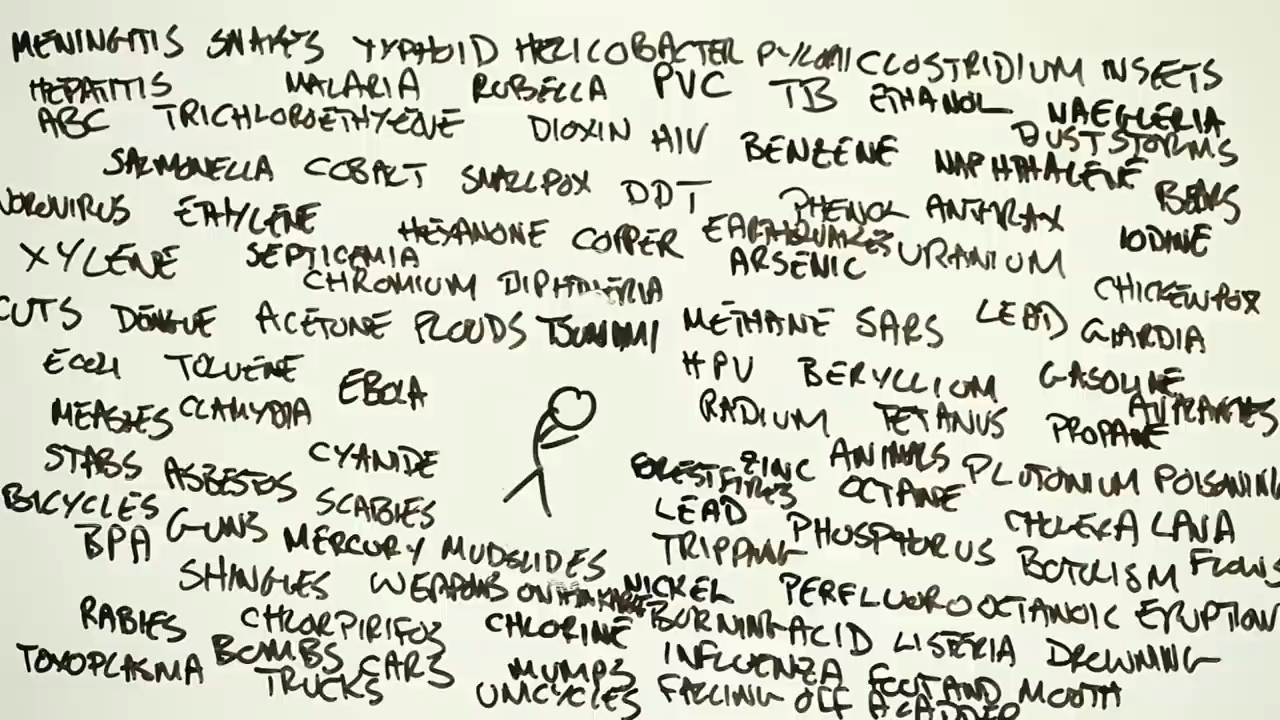 MENINGITIS SNAKES TYPHOID HELICOBACTER PYLORI CLOSTRIDIUM INSETS
HEPATITIS MALARIA RUBELLA PVC TB ETHANOL NAEGLERIA
ABC TRICHLOROETHYLENE DIOXIN HIV BENZENE DUST STORMS
SALMONELLA COBALT SMALLPOX DDT NAPHTHALENE BEARS
NOROVIRUS ETHYLENE HEXANONE COPPER EARTHQUAKES PHENOL ANTHRAX IODINE
XYLENE SEPTICEMIA ARSENIC URANIUM
CHROMIUM DIPHTHERIA CHICKENPOX
CUTS DENGUE ACETONE FLOODS TSUNAMI METHANE SARS LEAD GIARDIA
ECOLI TOLUENE EBOLA HPV BERYLLIUM GASOLINE
MEASLES CLAMYDIA RADIUM TETANUS PROPANE
STABS ASBESTOS CYANIDE FOREST FIRES ZINC ANIMALS PLUTONIUM POISONING
BICYCLES GUNS SCABIES LEAD OCTANE CHOLERA LAVA
BPA MERCURY MUDSLIDES TRIPPING PHOSPHORUS BOTULISM FLOWS
SHINGLES WEAPONS NICKEL PERFLUOROOCTANOIC ERUPTION
RABIES CHLORPIRIFOS CHLORINE BURNING ACID LISTERIA DROWNING
TOXOPLASMA BOMBS CARS MUMPS INFLUENZA FOOT AND MOUTH
TRUCKS UNICYCLES FALLING OFF A LADDER